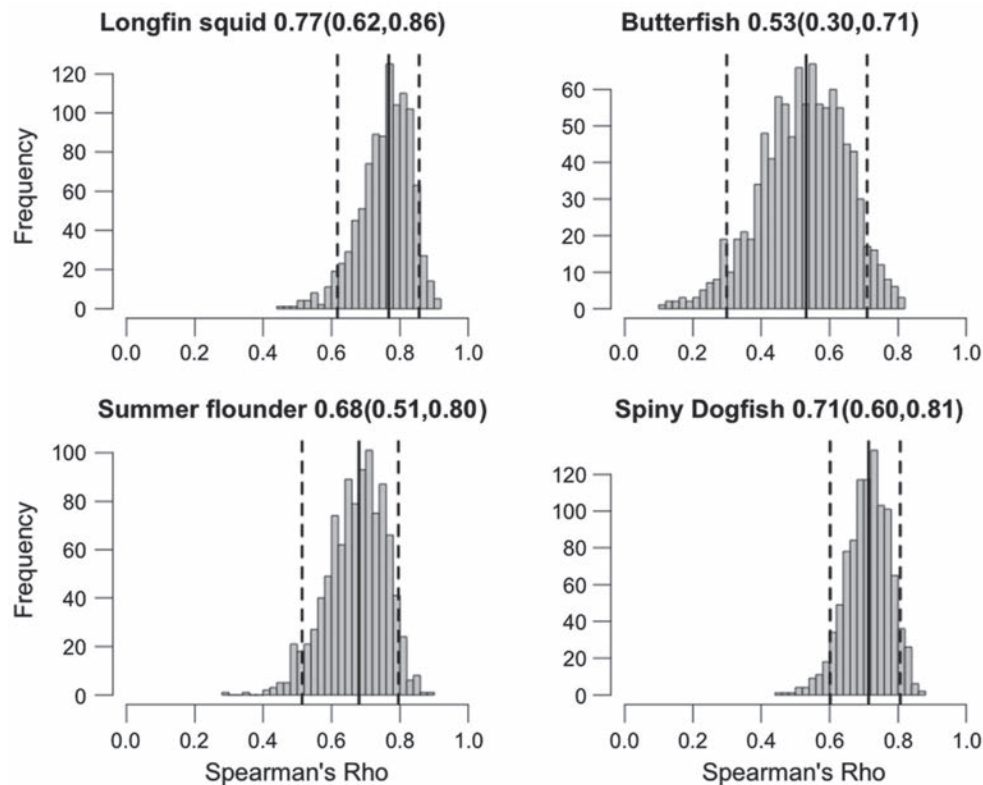 Longfin squid 0.77(0.62,0.86)
Butterfish 0.53(0.30,0.71)
Frequency
120
100
80
60
40
20
0
0.0 0.2 0.4 0.6 0.8 1.0
60
50
40
30
20
10
0
0.0 0.2 0.4 0.6 0.8 1.0
Summer flounder 0.68(0.51,0.80)
Spiny Dogfish 0.71(0.60,0.81)
Frequency
100
80
60
40
20
0
0.0 0.2 0.4 0.6 0.8 1.0
Spearman's Rho
120
100
80
60
40
20
0
0.0 0.2 0.4 0.6 0.8 1.0
Spearman's Rho